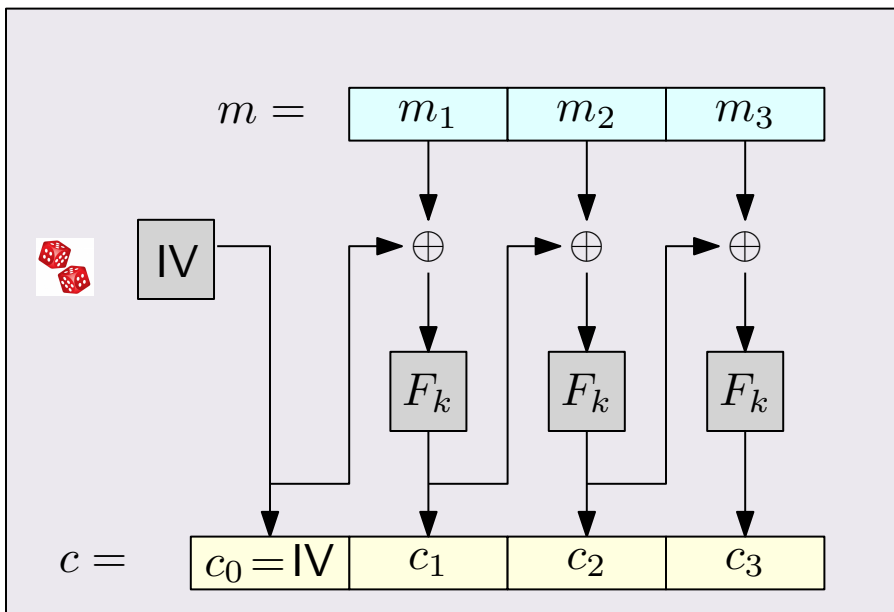 m = m₁ m₂ m₃
IV
Fₖ Fₖ Fₖ
c = c₀ = IV c₁ c₂ c₃